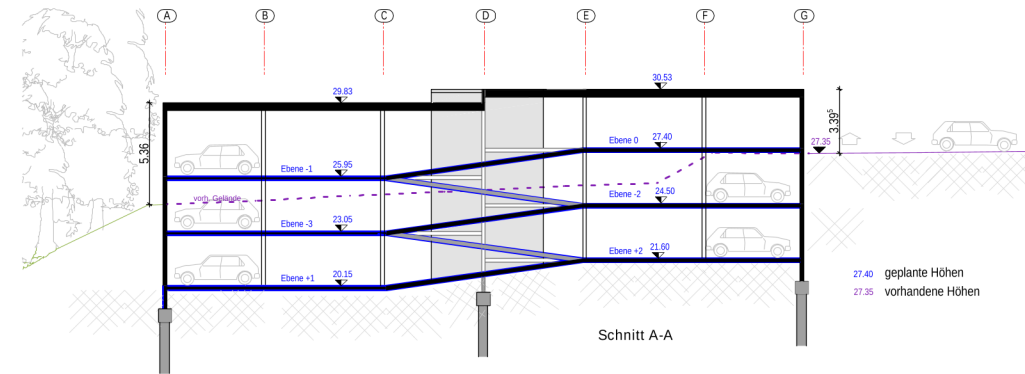 A B C D E F G
29.83
30.53
5.36
3.39⁵
Ebene 0 27.40
27.35
Ebene -1 25.95
vorh. Gelände
Ebene -2 24.50
Ebene -3 23.05
Ebene +2 21.60
Ebene +1 20.15
27.40 geplante Höhen
27.35 vorhandene Höhen
Schnitt A-A